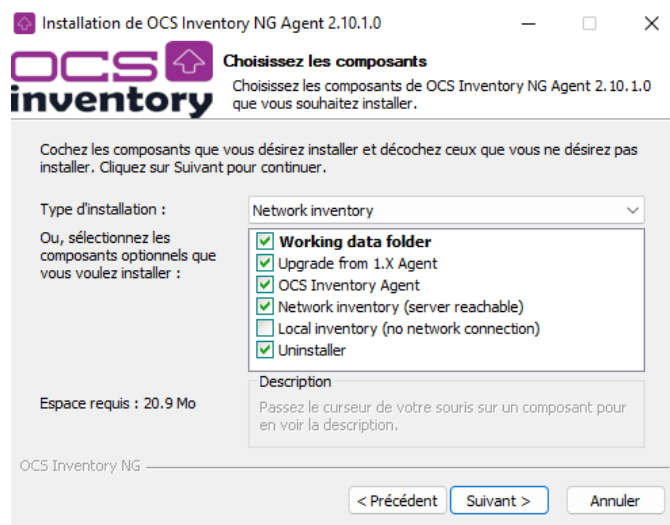 Installation de OCS Inventory NG Agent 2.10.1.0
OCS
inventory
Choisissez les composants
Choisissez les composants de OCS Inventory NG Agent 2.10.1.0
que vous souhaitez installer.
Cochez les composants que vous désirez installer et décochez ceux que vous ne désirez pas
installer. Cliquez sur Suivant pour continuer.
Type d'installation :
Network inventory
Ou, sélectionnez les
composants optionnels que
vous voulez installer :
Working data folder
Upgrade from 1.X Agent
OCS Inventory Agent
Network inventory (server reachable)
Local inventory (no network connection)
Uninstaller
Espace requis : 20.9 Mo
Description
Passez le curseur de votre souris sur un composant pour
en voir la description.
OCS Inventory NG
< Précédent
Suivant >
Annuler